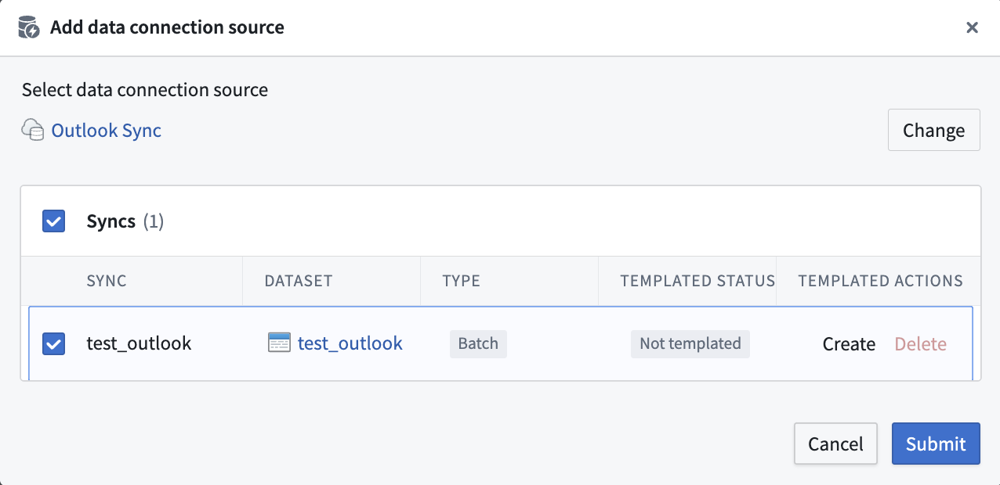 Add data connection source
Select data connection source
Outlook Sync
Change
Syncs (1)
SYNC DATASET TYPE TEMPLATED STATUS TEMPLATED ACTIONS
test_outlook test_outlook Batch Not templated Create Delete
Cancel Submit